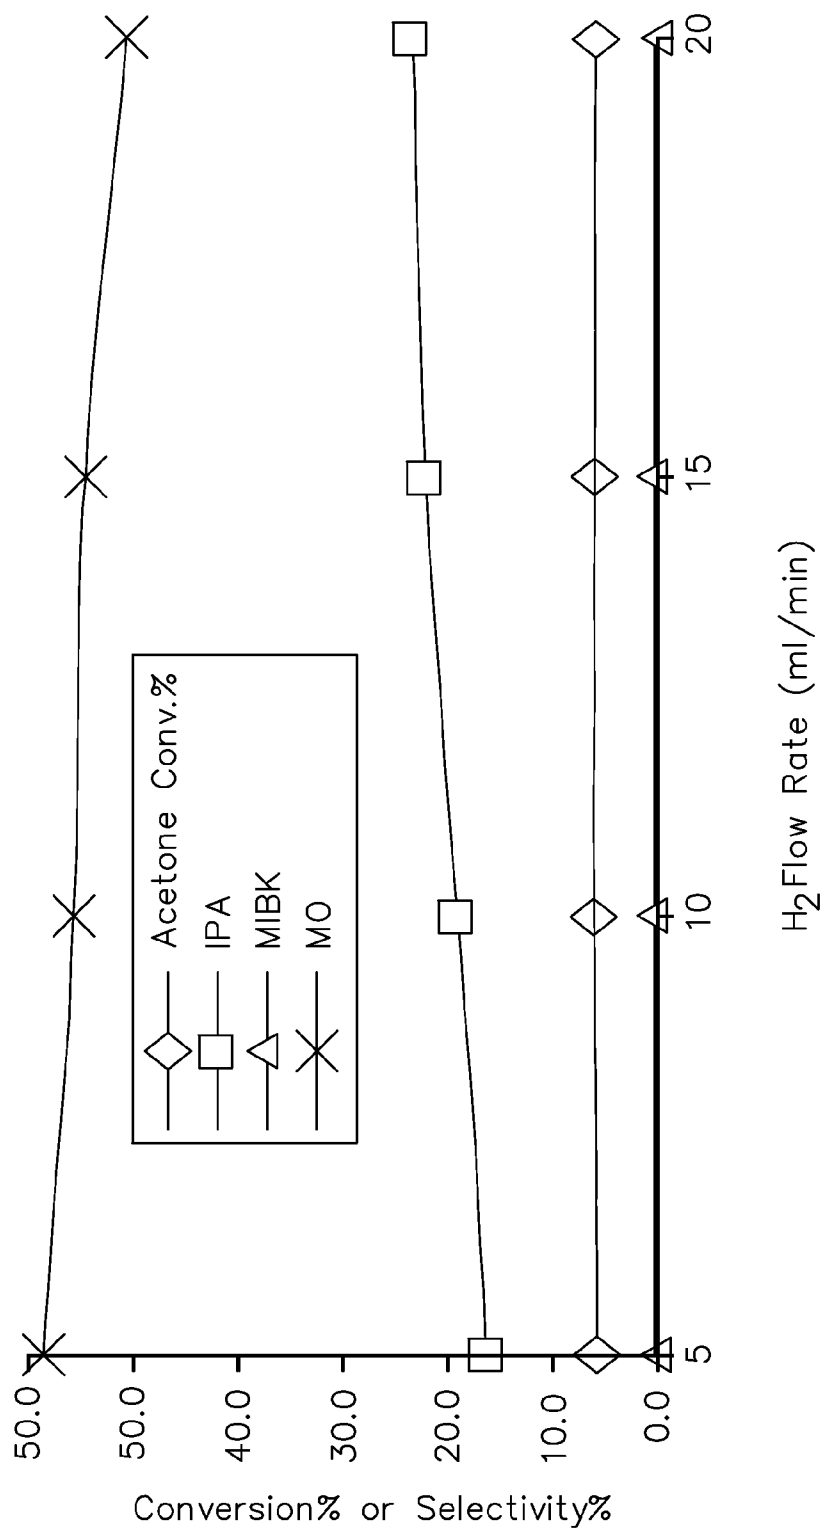 Conversion% or Selectivity%
50.0
50.0
40.0
30.0
20.0
10.0
0.0
Acetone Conv.%
IPA
MIBK
MO
5
10
15
20
H2Flow Rate (ml/min)